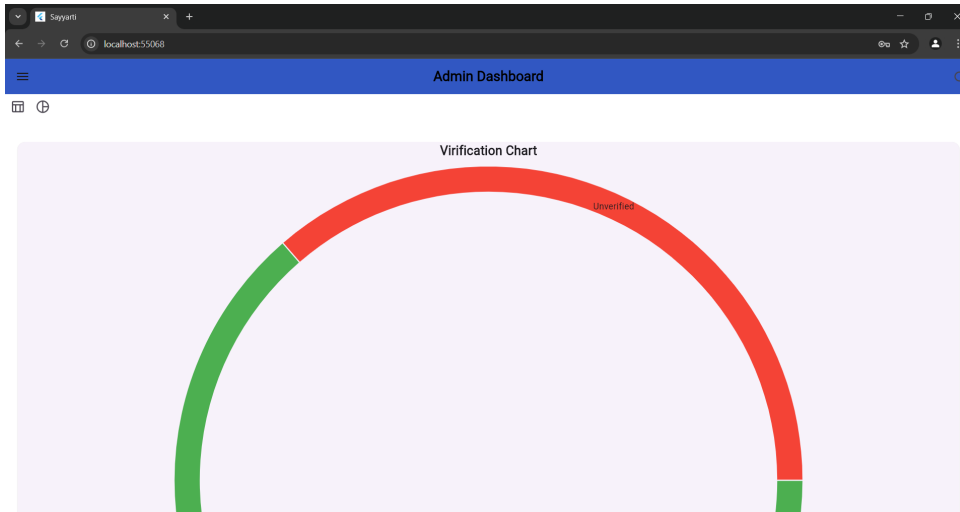 Sayyarti
localhost:55068
Admin Dashboard
Virification Chart
Unverified